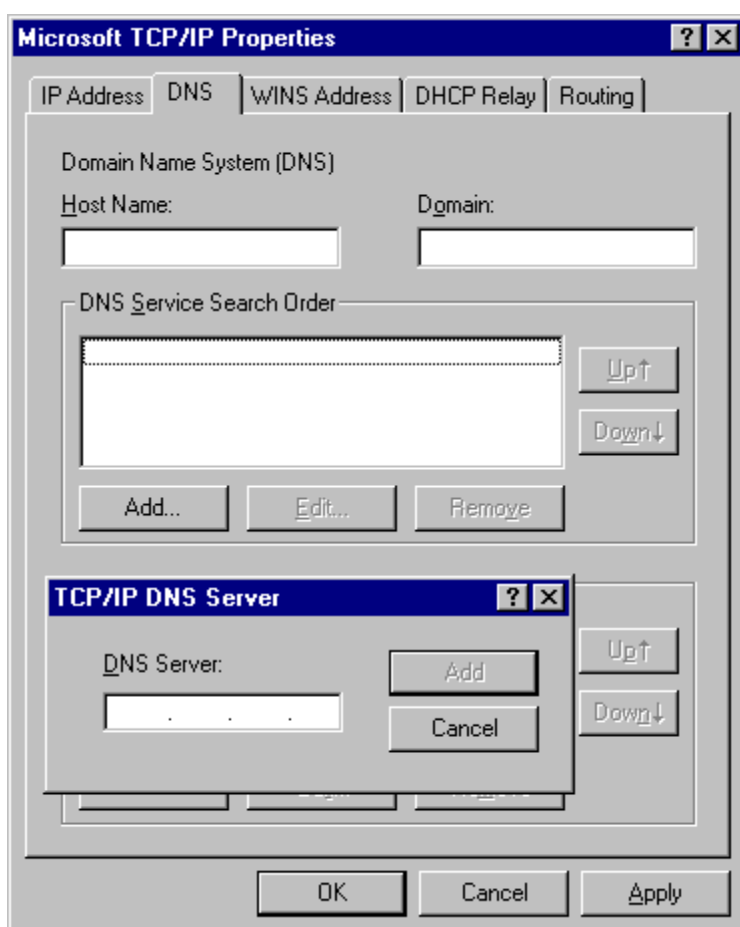 Microsoft TCP/IP Properties
IP Address DNS WINS Address DHCP Relay Routing
Domain Name System (DNS)
Host Name: Domain:
DNS Service Search Order
Up↑
Down↓
Add... Edit... Remove
TCP/IP DNS Server
DNS Server:
Add
. . .
Cancel
Up↑
Down↓
OK Cancel Apply